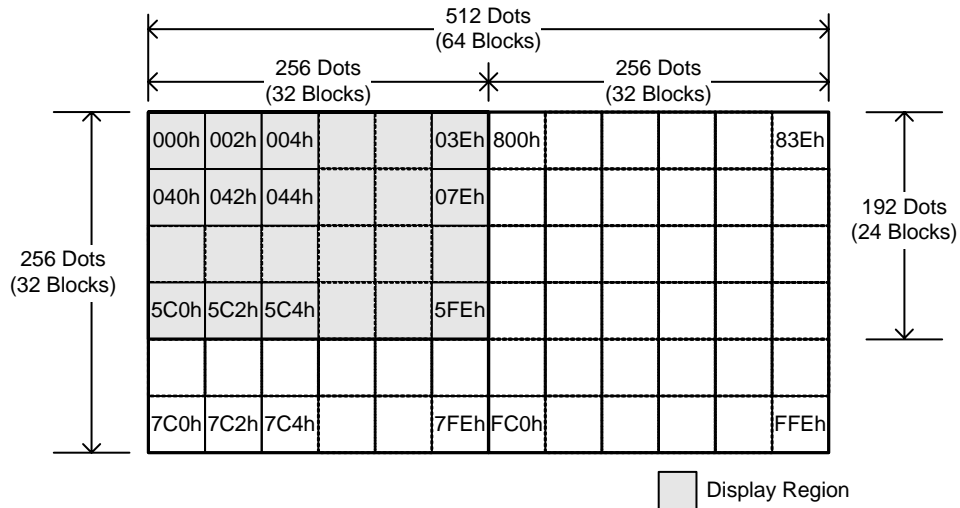 512 Dots
(64 Blocks)
256 Dots
(32 Blocks)
256 Dots
(32 Blocks)
000h 002h 004h 03Eh 800h 83Eh
040h 042h 044h 07Eh
192 Dots
(24 Blocks)
256 Dots
(32 Blocks)
5C0h 5C2h 5C4h 5FEh
7C0h 7C2h 7C4h 7FEh FC0h FFEh
Display Region